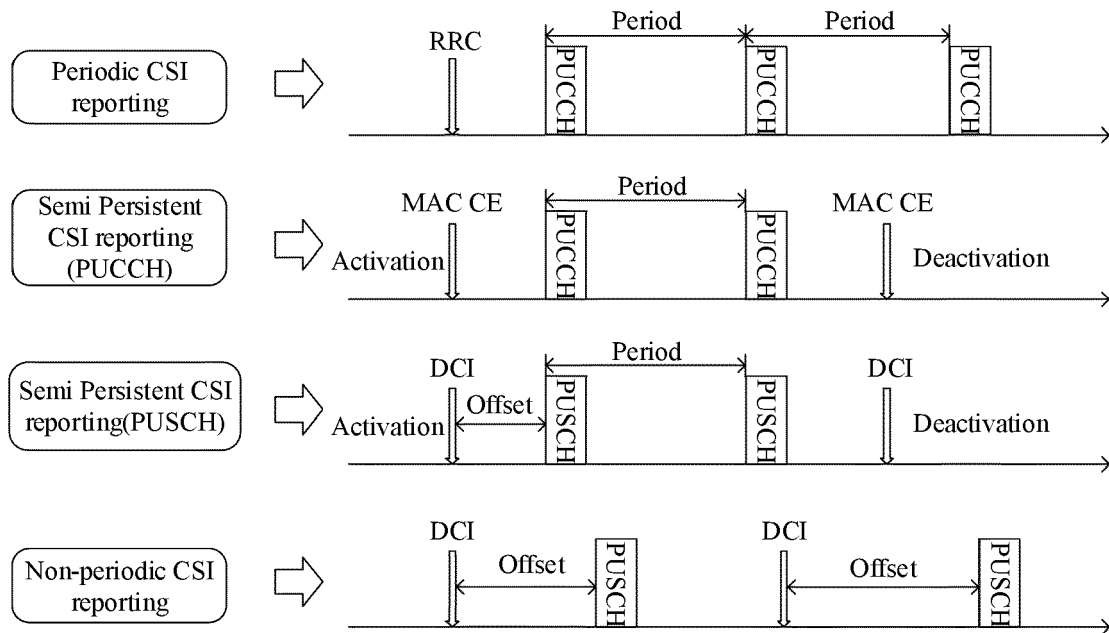 Period
Period
RRC
Periodic CSI
reporting
PUCCH
PUCCH
PUCCH
Semi Persistent
CSI reporting
(PUCCH)
MAC CE
Period
MAC CE
Activation
PUCCH
PUCCH
Deactivation
Semi Persistent CSI
reporting(PUSCH)
DCI
Period
DCI
Offset
Activation
PUSCH
PUSCH
Deactivation
Non-periodic CSI
reporting
DCI
Offset
PUSCH
DCI
Offset
PUSCH